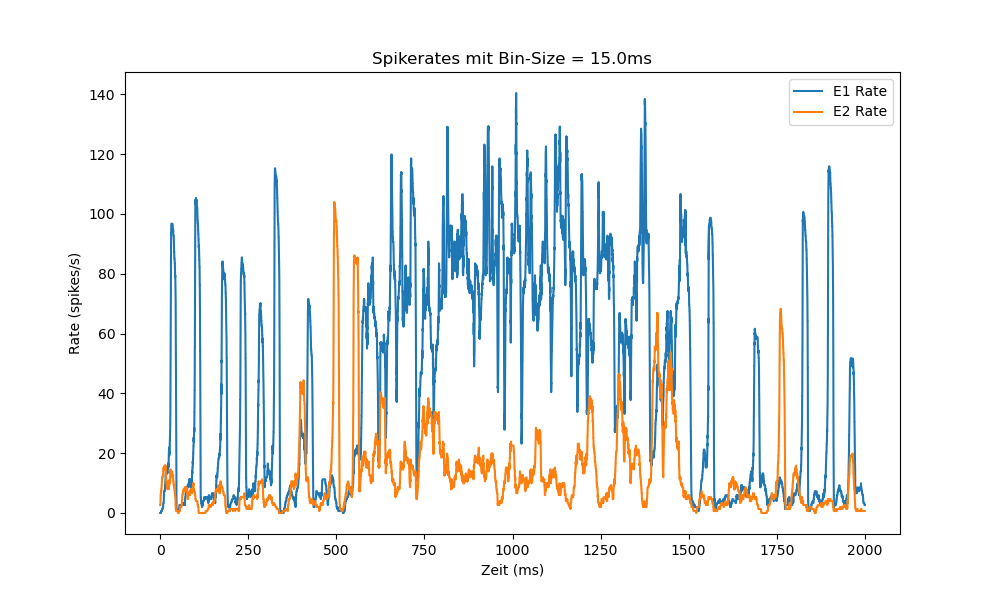 Spikerates mit Bin-Size = 15.0ms
E1 Rate
E2 Rate
Rate (spikes/s)
140
120
100
80
60
40
20
0
0 250 500 750 1000 1250 1500 1750 2000
Zeit (ms)